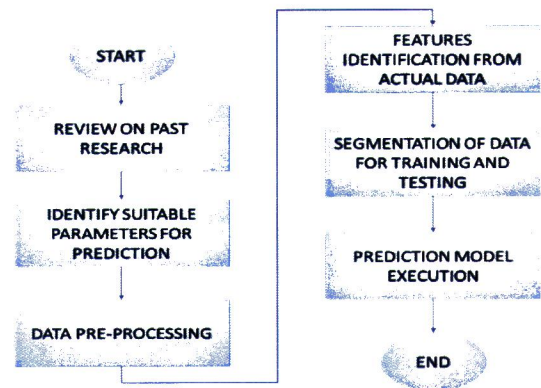 START
REVIEW ON PAST
RESEARCH
IDENTIFY SUITABLE
PARAMETERS FOR
PREDICTION
DATA PRE-PROCESSING
FEATURES
IDENTIFICATION FROM
ACTUAL DATA
SEGMENTATION OF DATA
FOR TRAINING AND
TESTING
PREDICTION MODEL
EXECUTION
END